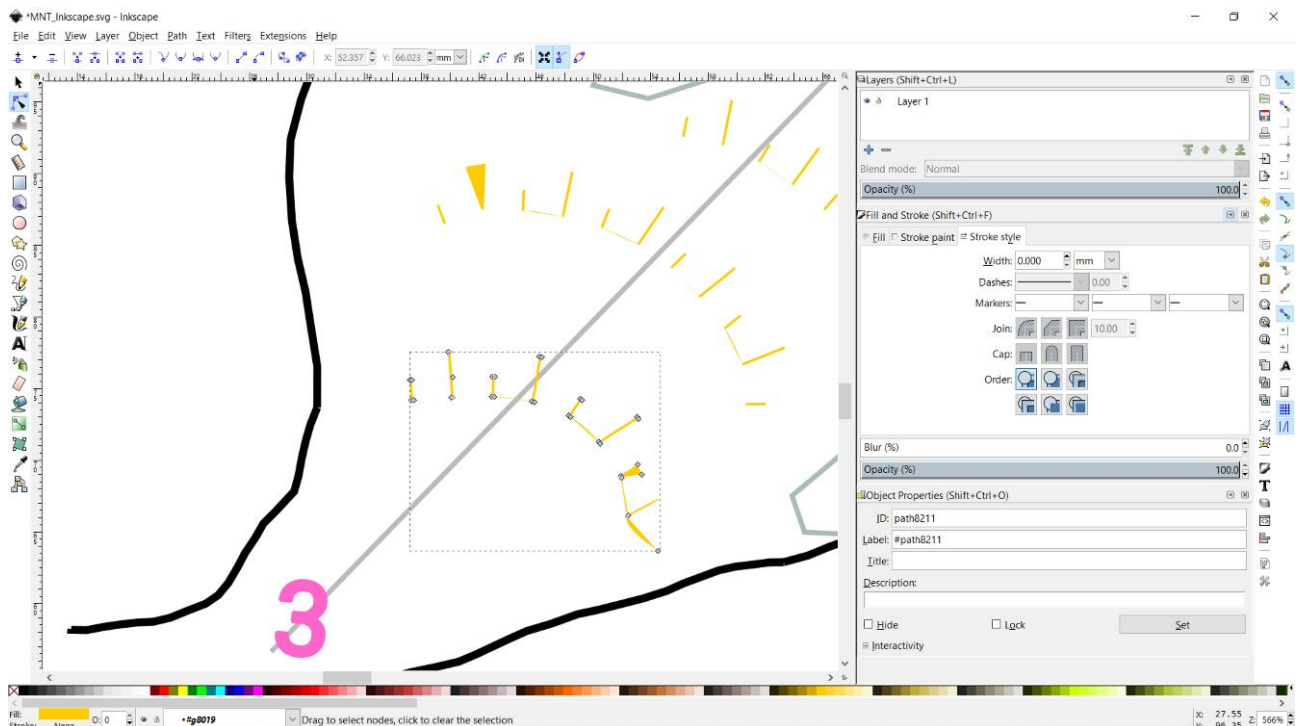 *MNT_Inkscape.svg - Inkscape
File Edit View Layer Object Path Text Filters Extensions Help
X: 52.357 Y: 66.023 mm
Layers (Shift+Ctrl+L)
Layer 1
Blend mode: Normal
Opacity (%) 100.0
Fill and Stroke (Shift+Ctrl+F)
Fill Stroke paint Stroke style
Width: 0.000 mm
Dashes: 0.00
Markers:
Join: 10.00
Cap:
Order:
Blur (%) 0.0
Opacity (%) 100.0
Object Properties (Shift+Ctrl+O)
ID: path8211
Label: #path8211
Title:
Description:
Hide Lock Set
Interactivity
3
Fill:
Stroke: None
O: 0
•#g8019
Drag to select nodes, click to clear the selection
X: 27.55
Y: 96.35
Z: 566%